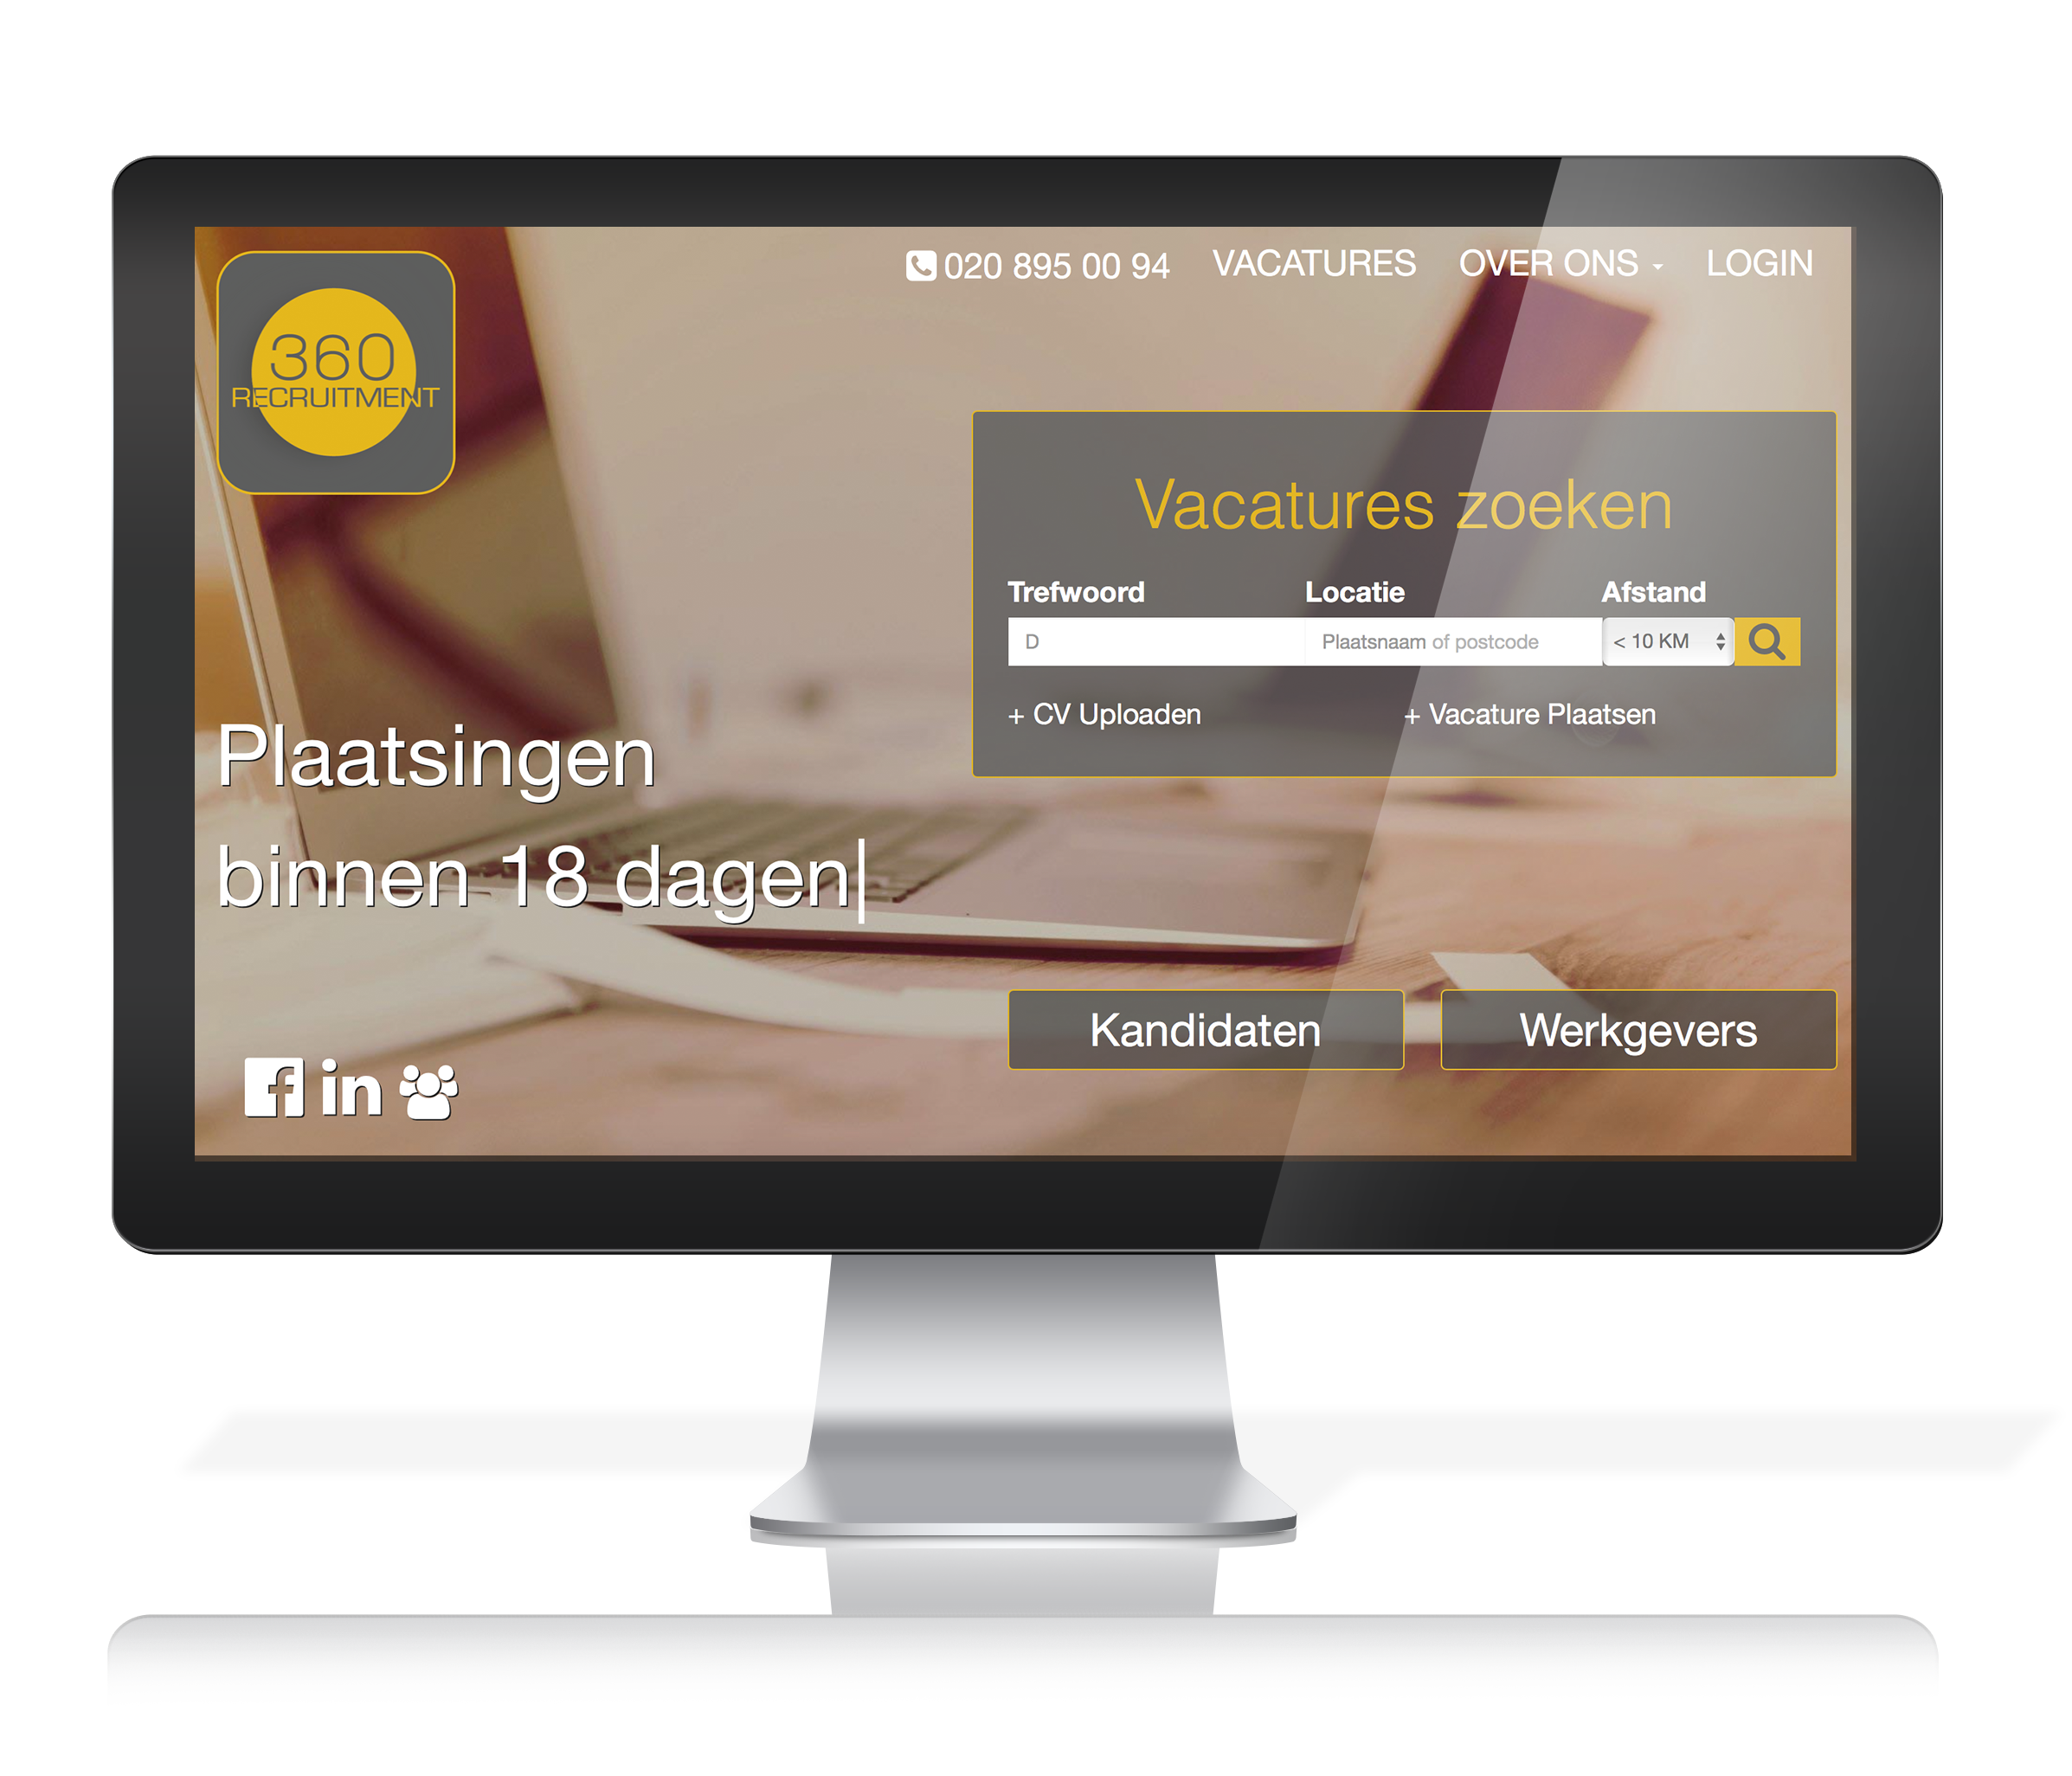 020 895 00 94 VACATURES OVER ONS LOGIN
360
RECRUITMENT
Vacatures zoeken
Trefwoord Locatie Afstand
D Plaatsnaam of postcode < 10 KM
+ CV Uploaden + Vacature Plaatsen
Plaatsingen
binnen 18 dagen
Kandidaten Werkgevers
f in